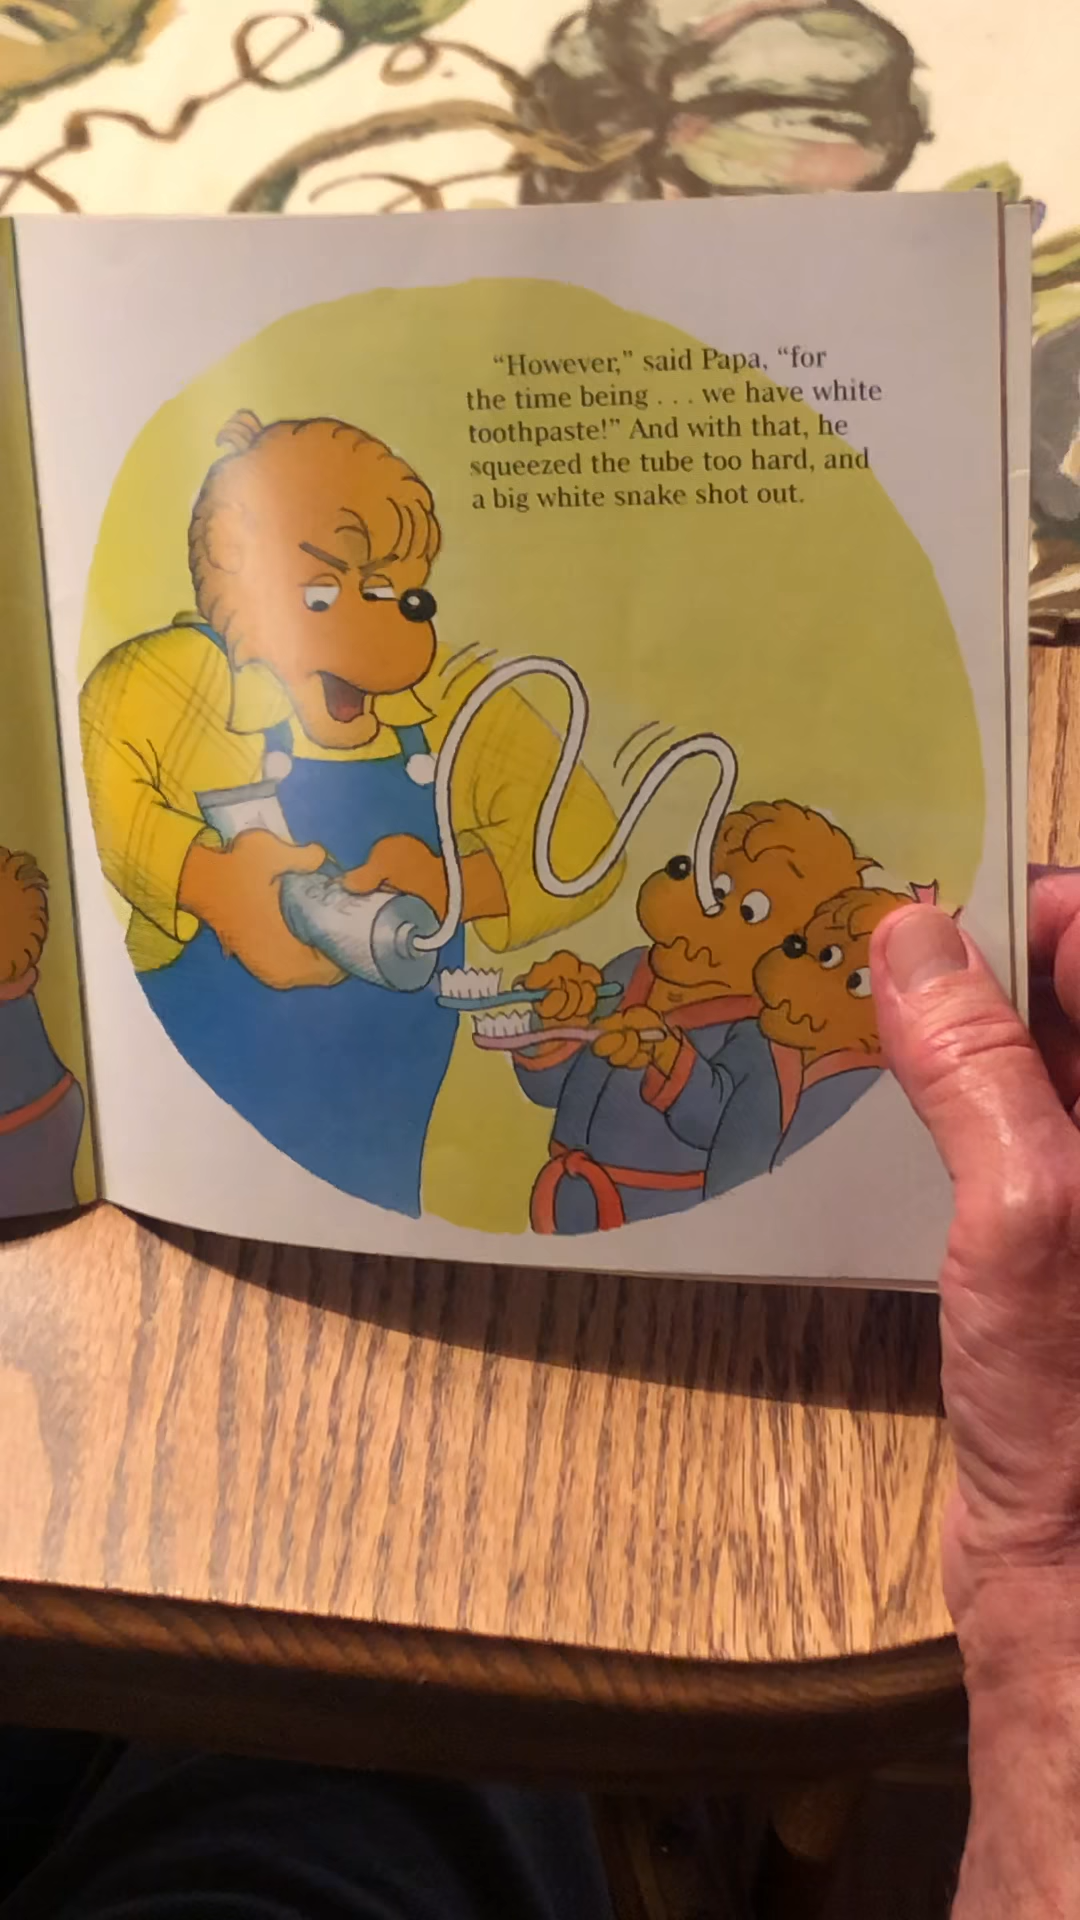 “However,” said Papa, “for
the time being . . . we have white
toothpaste!” And with that, he
squeezed the tube too hard, and
a big white snake shot out.